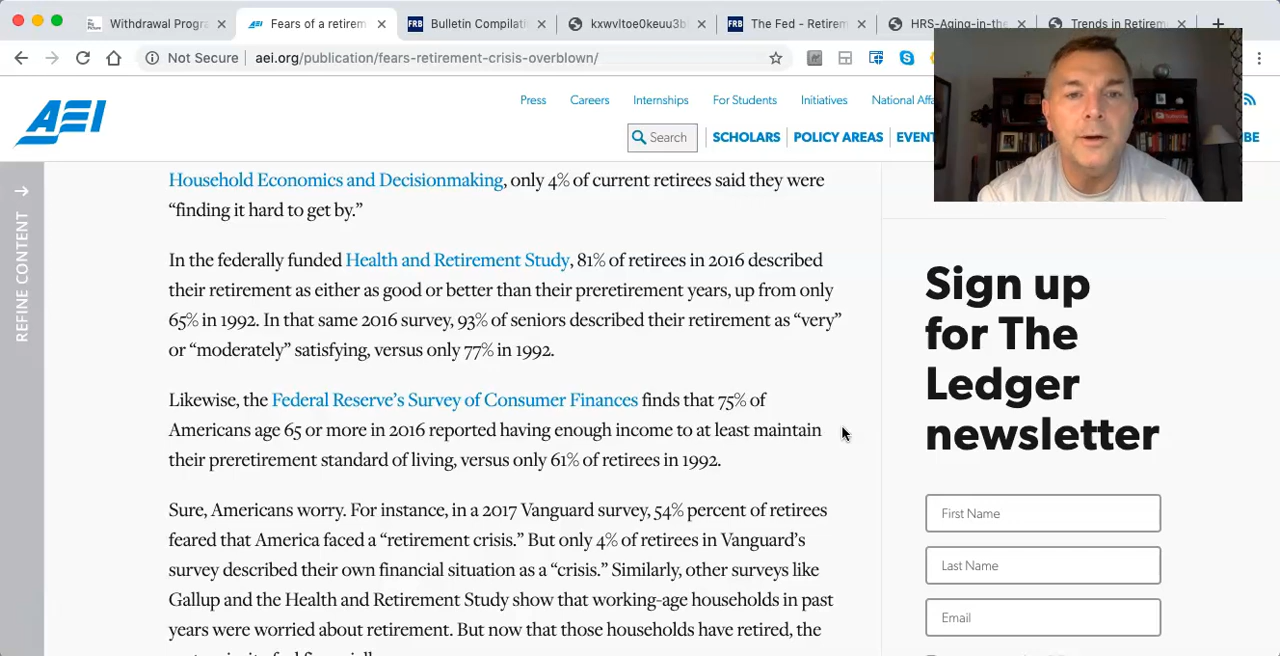 Withdrawal Progra
Fears of a retirem
Bulletin Compilati
kxwvltoe0keuu3b
The Fed - Retirem
HRS-Aging-in-the
Trends in Retirem
Not Secure
aei.org/publication/fears-retirement-crisis-overblown/
AEI
Press
Careers
Internships
For Students
Initiatives
National Affa
Search
SCHOLARS
POLICY AREAS
EVENT
BE
REFINE CONTENT
Household Economics and Decisionmaking, only 4% of current retirees said they were
“finding it hard to get by.”
In the federally funded Health and Retirement Study, 81% of retirees in 2016 described
their retirement as either as good or better than their preretirement years, up from only
65% in 1992. In that same 2016 survey, 93% of seniors described their retirement as “very”
or “moderately” satisfying, versus only 77% in 1992.
Likewise, the Federal Reserve’s Survey of Consumer Finances finds that 75% of
Americans age 65 or more in 2016 reported having enough income to at least maintain
their preretirement standard of living, versus only 61% of retirees in 1992.
Sure, Americans worry. For instance, in a 2017 Vanguard survey, 54% percent of retirees
feared that America faced a “retirement crisis.” But only 4% of retirees in Vanguard’s
survey described their own financial situation as a “crisis.” Similarly, other surveys like
Gallup and the Health and Retirement Study show that working-age households in past
years were worried about retirement. But now that those households have retired, the
Sign up
for The
Ledger
newsletter
First Name
Last Name
Email